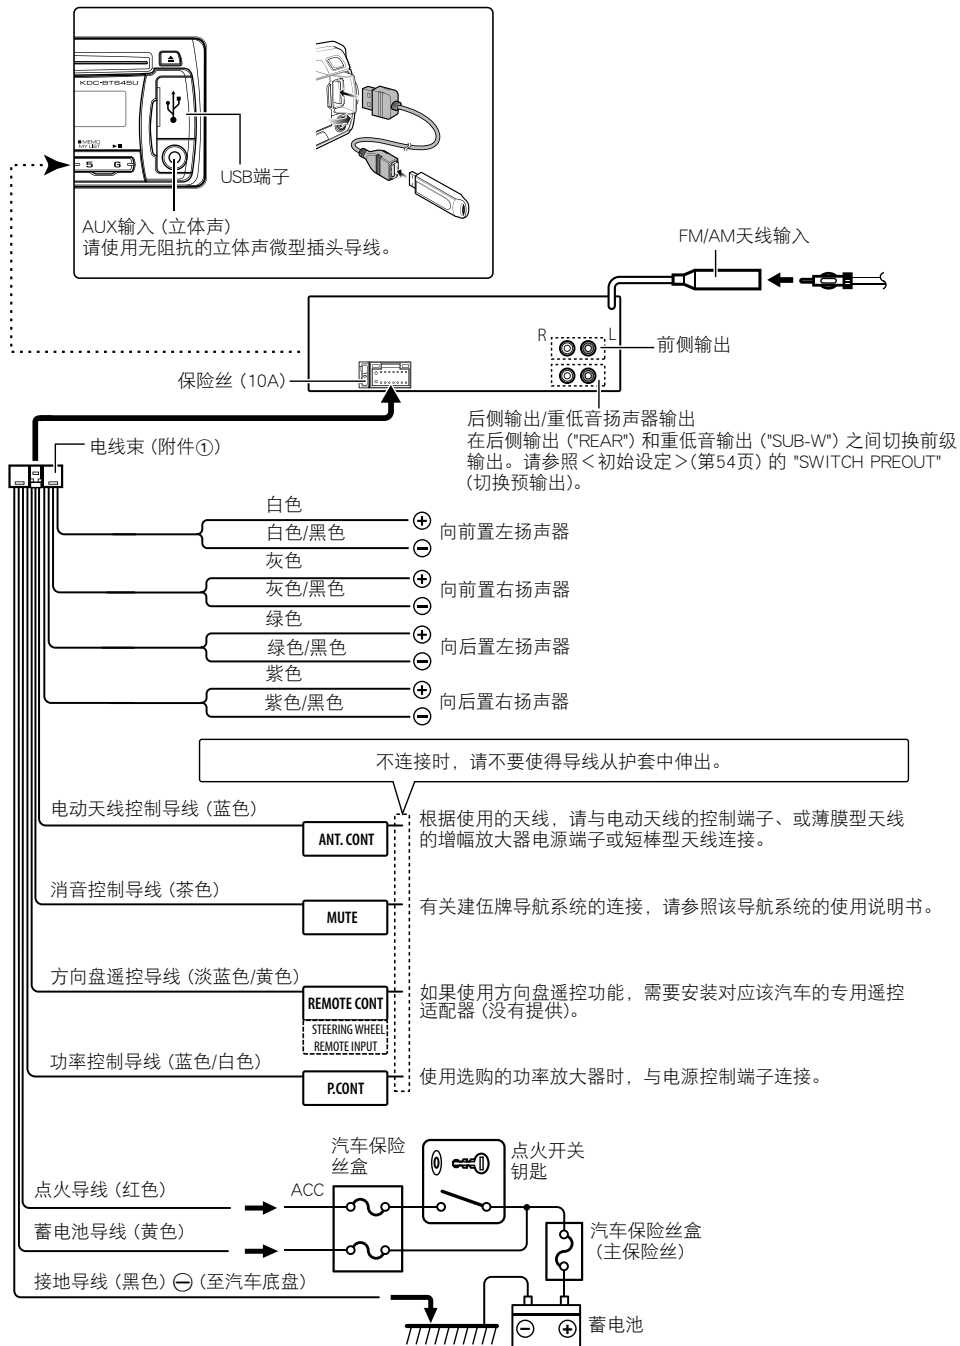 KDC-BT645U
■MEMO
MY LIST ►■
5 6
USB端子
AUX输入 (立体声)
请使用无阻抗的立体声微型插头导线。
FM/AM天线输入
R L
前侧输出
保险丝 (10A)
后侧输出/重低音扬声器输出
在后侧输出 ("REAR") 和重低音输出 ("SUB-W") 之间切换前级
输出。请参照＜初始设定＞(第54页) 的 "SWITCH PREOUT"
(切换预输出)。
电线束 (附件①)
白色
白色/黑色
⊕ ⊖ 向前置左扬声器
灰色
灰色/黑色
⊕ ⊖ 向前置右扬声器
绿色
绿色/黑色
⊕ ⊖ 向后置左扬声器
紫色
紫色/黑色
⊕ ⊖ 向后置右扬声器
不连接时，请不要使得导线从护套中伸出。
电动天线控制导线 (蓝色)
ANT. CONT
根据使用的天线，请与电动天线的控制端子、或薄膜型天线
的增幅放大器电源端子或短棒型天线连接。
消音控制导线 (茶色)
MUTE
有关建伍牌导航系统的连接，请参照该导航系统的使用说明书。
方向盘遥控导线 (淡蓝色/黄色)
REMOTE CONT
STEERING WHEEL
REMOTE INPUT
如果使用方向盘遥控功能，需要安装对应该汽车的专用遥控
适配器 (没有提供)。
功率控制导线 (蓝色/白色)
P.CONT
使用选购的功率放大器时，与电源控制端子连接。
汽车保险
丝盒
点火开关
钥匙
点火导线 (红色)
ACC
蓄电池导线 (黄色)
汽车保险丝盒
(主保险丝)
接地导线 (黑色) ⊖ (至汽车底盘)
⊖ ⊕
蓄电池